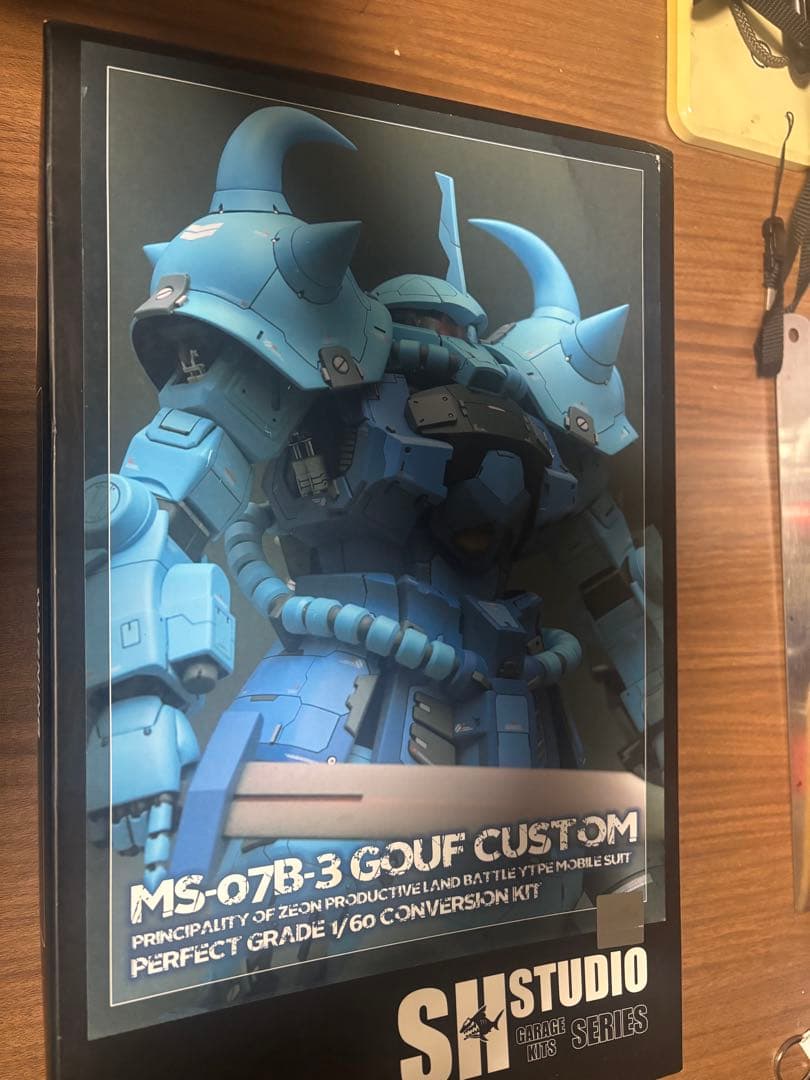 MS-07B-3 GOUF CUSTOM
PRINCIPALITY OF ZEON PRODUCTIVE LAND BATTLE YTPE MOBILE SUIT
PERFECT GRADE 1/60 CONVERSION KIT
SH STUDIO
GARAGE KITS SERIES